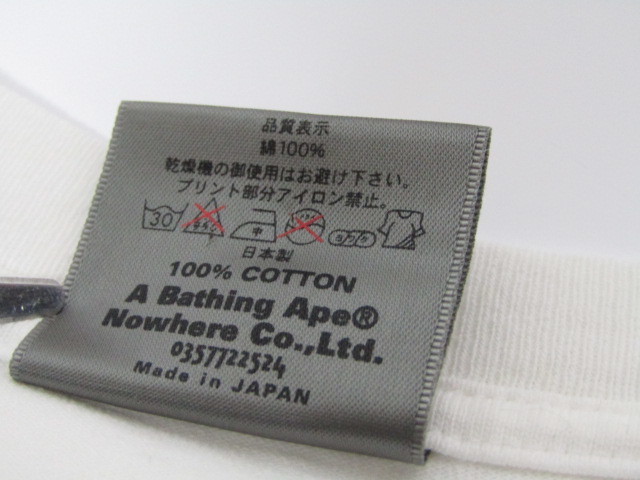 品質表示
綿100%
乾燥機の御使用はお避け下さい。
プリント部分アイロン禁止。
30 中
日本製
100% COTTON
A Bathing Ape®
Nowhere Co.,Ltd.
0357722524
Made in JAPAN